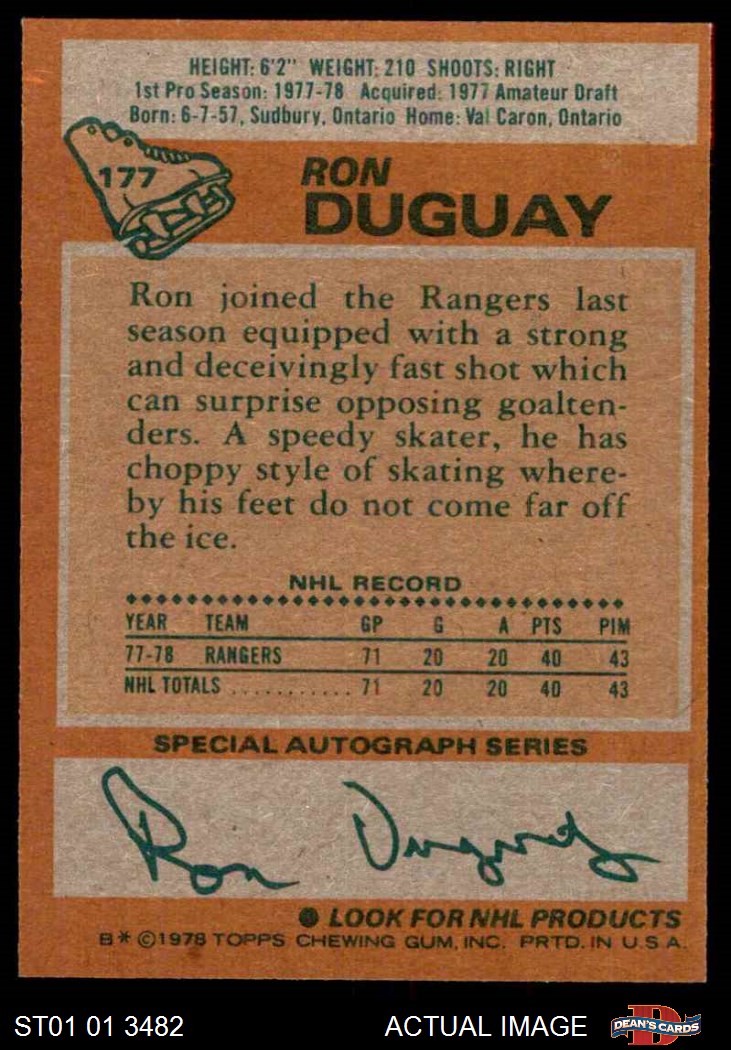 HEIGHT: 6'2" WEIGHT: 210 SHOOTS: RIGHT
1st Pro Season: 1977-78 Acquired: 1977 Amateur Draft
Born: 6-7-57, Sudbury, Ontario Home: Val Caron, Ontario
177
RON
DUGUAY
Ron joined the Rangers last
season equipped with a strong
and deceivingly fast shot which
can surprise opposing goalten-
ders. A speedy skater, he has
choppy style of skating where-
by his feet do not come far off
the ice.
NHL RECORD
YEAR TEAM GP G A PTS PIM
77-78 RANGERS 71 20 20 40 43
NHL TOTALS ............ 71 20 20 40 43
SPECIAL AUTOGRAPH SERIES
Ron Duguay
● LOOK FOR NHL PRODUCTS
B* ©1978 TOPPS CHEWING GUM, INC. PRTD. IN U.S.A.
ST01 01 3482 ACTUAL IMAGE D DEAN'S CARDS